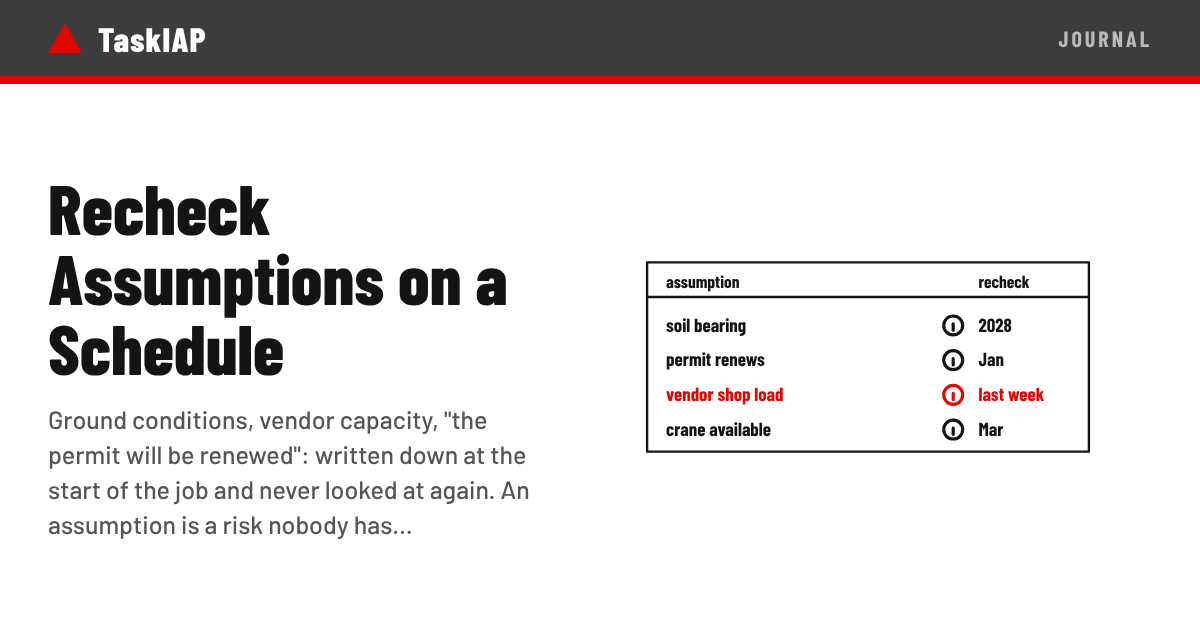 TaskIAP
JOURNAL
Recheck
Assumptions on a
Schedule
Ground conditions, vendor capacity, "the
permit will be renewed": written down at the
start of the job and never looked at again. An
assumption is a risk nobody has...
assumption recheck
soil bearing 2028
permit renews Jan
vendor shop load last week
crane available Mar